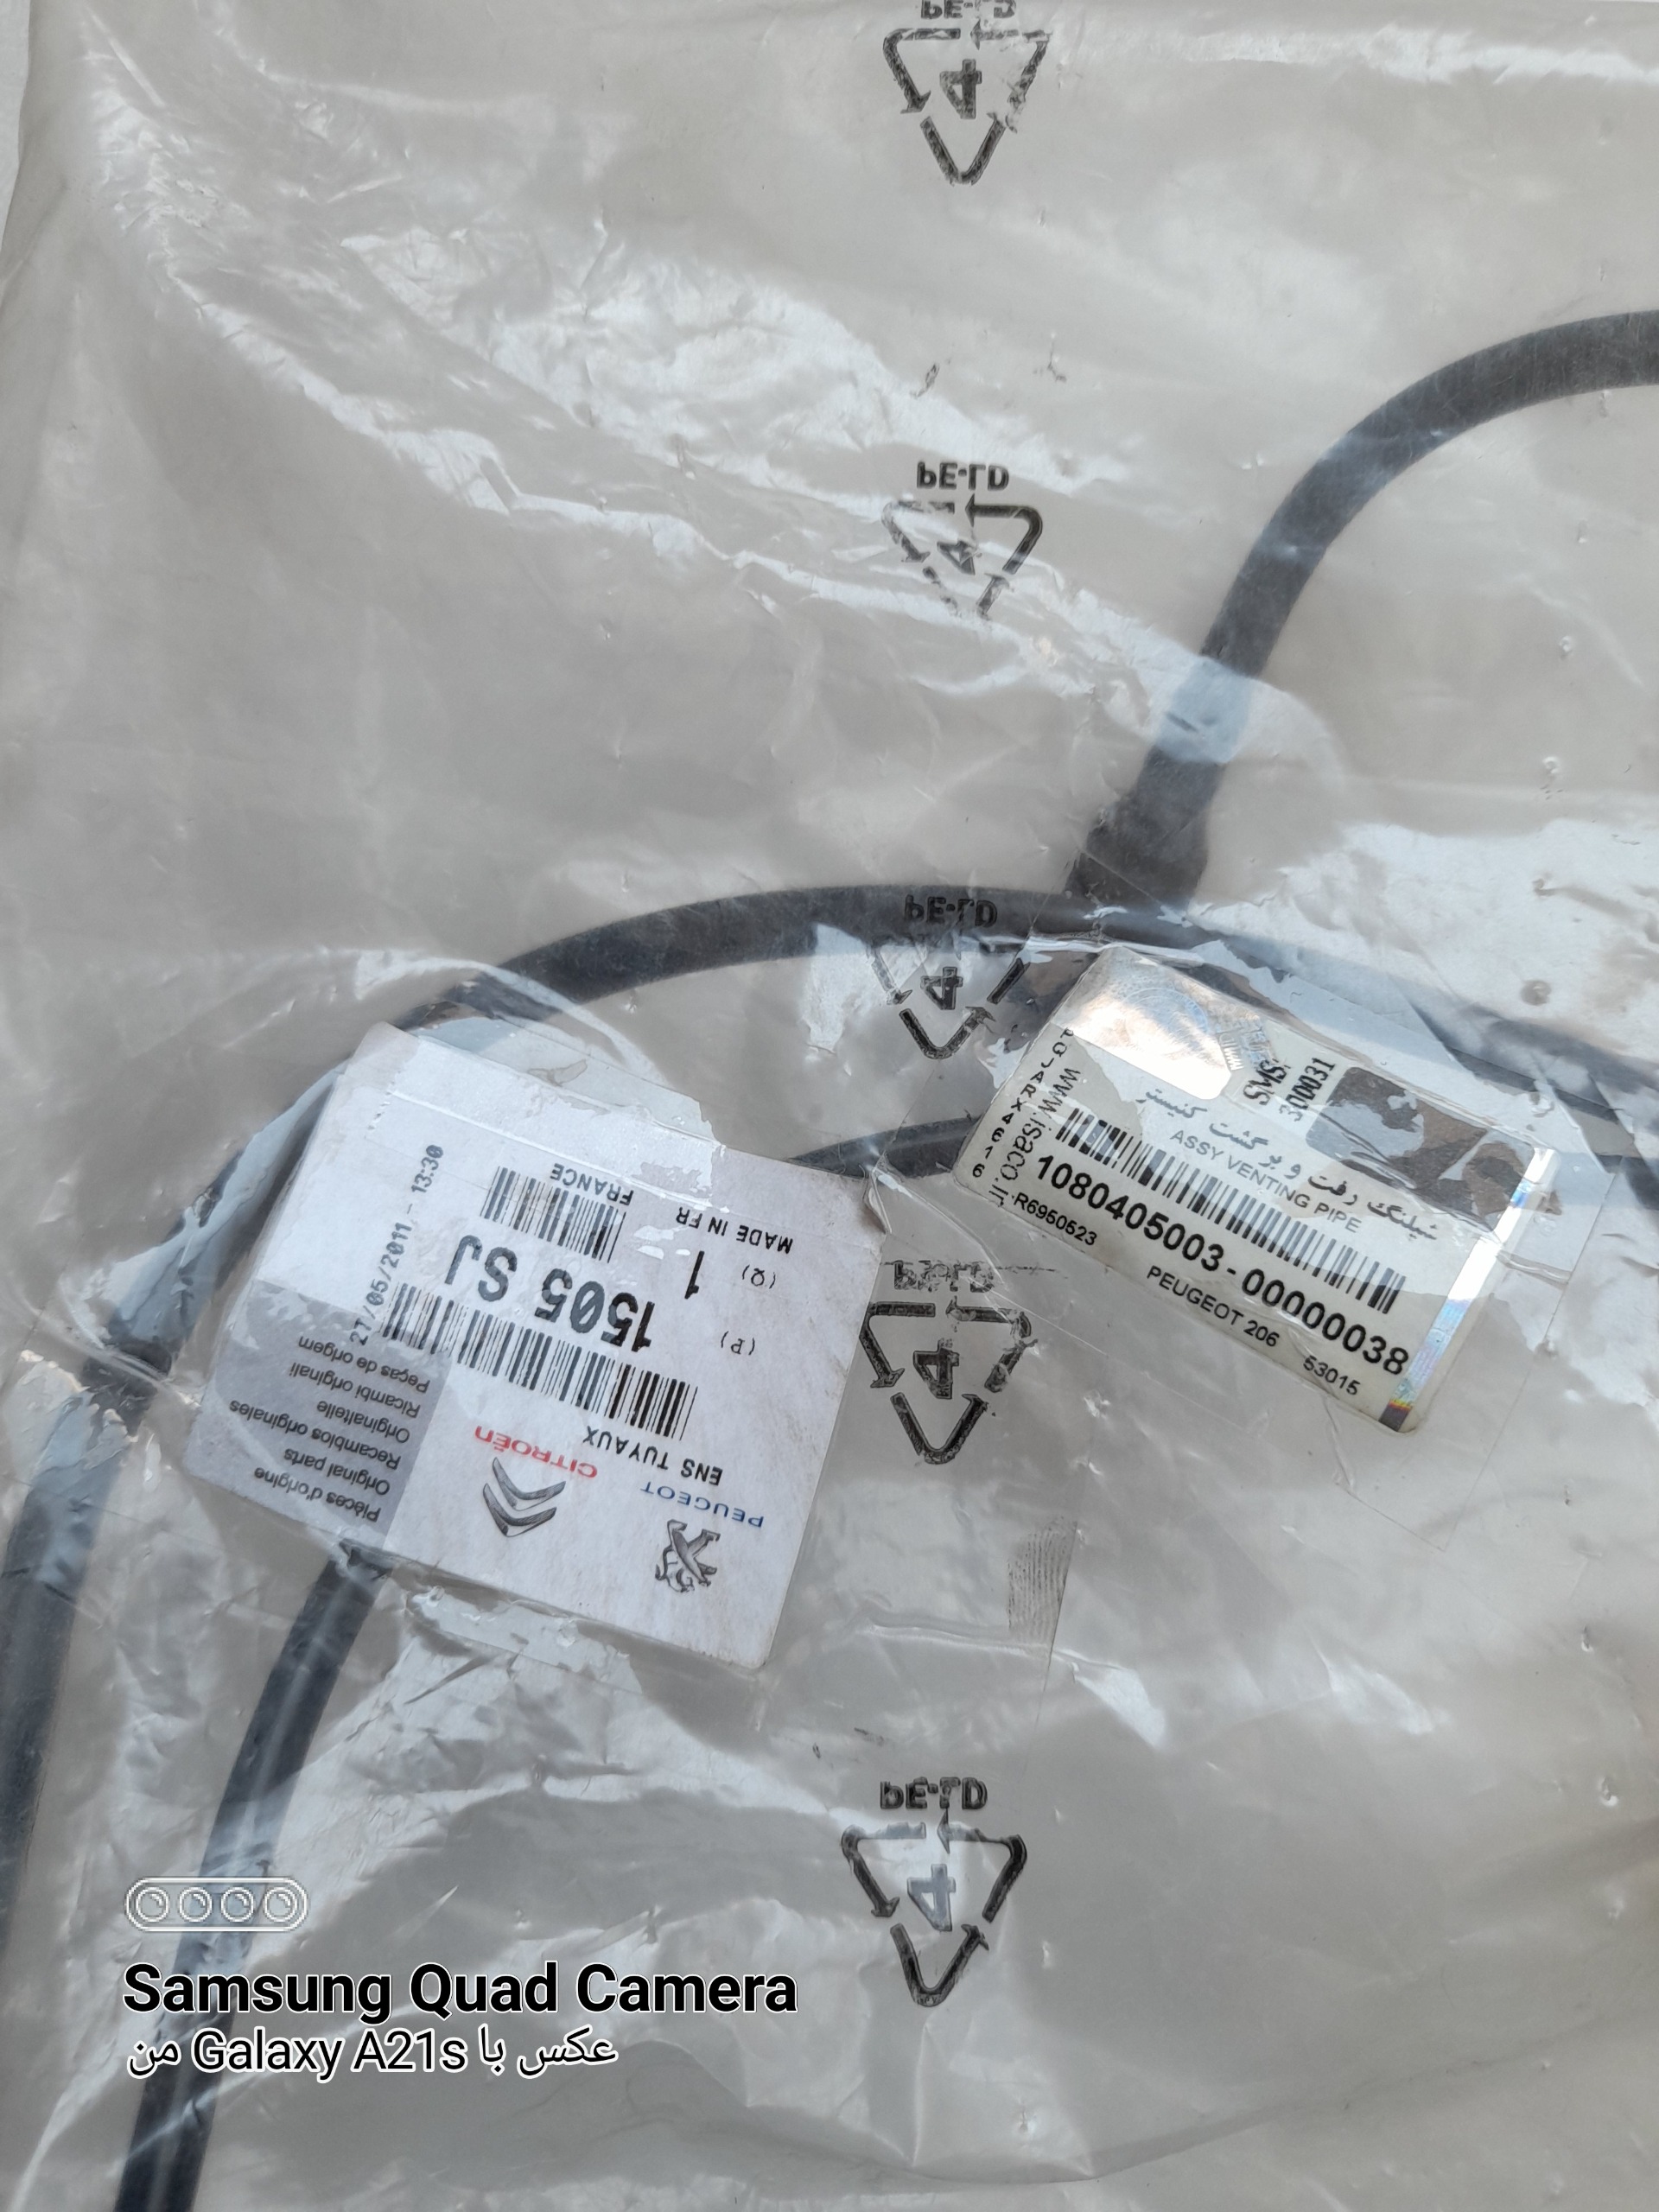 PE-LD
4
PE-LD
4
PE-LD
4
PE-LD
4
PE-LD
4
SMS:
300031
www.isaco.ir
شیلنگ رفت و برگشت کنیستر
ASSY VENTING PIPE
1080405003-00000038
R6950523
PEUGEOT 206 53015
PEUGEOT
CITROËN
ENS TUYAUX
(P) 1505 SJ
(Q) 1
MADE IN FR
FRANCE
27/05/2011 - 13:30
Pièces d'origine
Original parts
Recambios originales
Originalteile
Ricambi originali
Peças de origem
Samsung Quad Camera
عکس با Galaxy A21s من